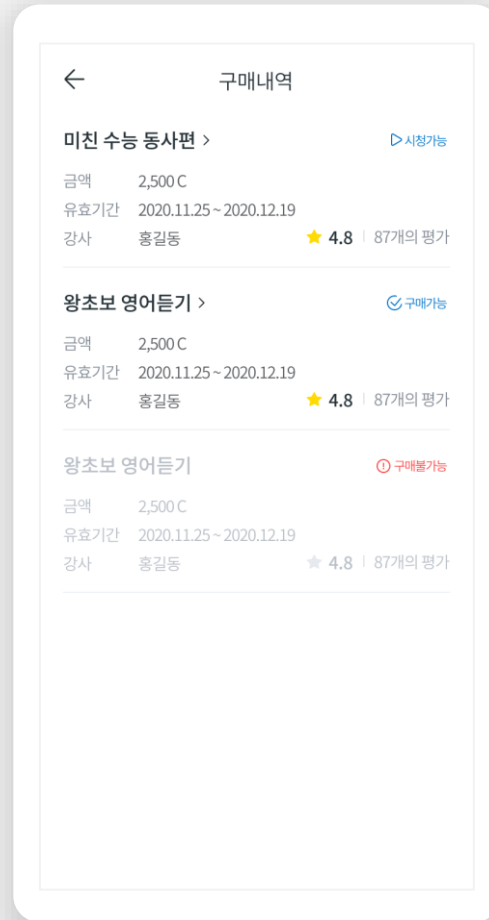 구매내역
미친 수능 동사편
시청가능
금액 2,500 C
유효기간 2020.11.25 ~ 2020.12.19
강사 홍길동 4.8 87개의 평가
왕초보 영어듣기
구매가능
금액 2,500 C
유효기간 2020.11.25 ~ 2020.12.19
강사 홍길동 4.8 87개의 평가
왕초보 영어듣기
구매불가능
금액 2,500 C
유효기간 2020.11.25 ~ 2020.12.19
강사 홍길동 4.8 87개의 평가